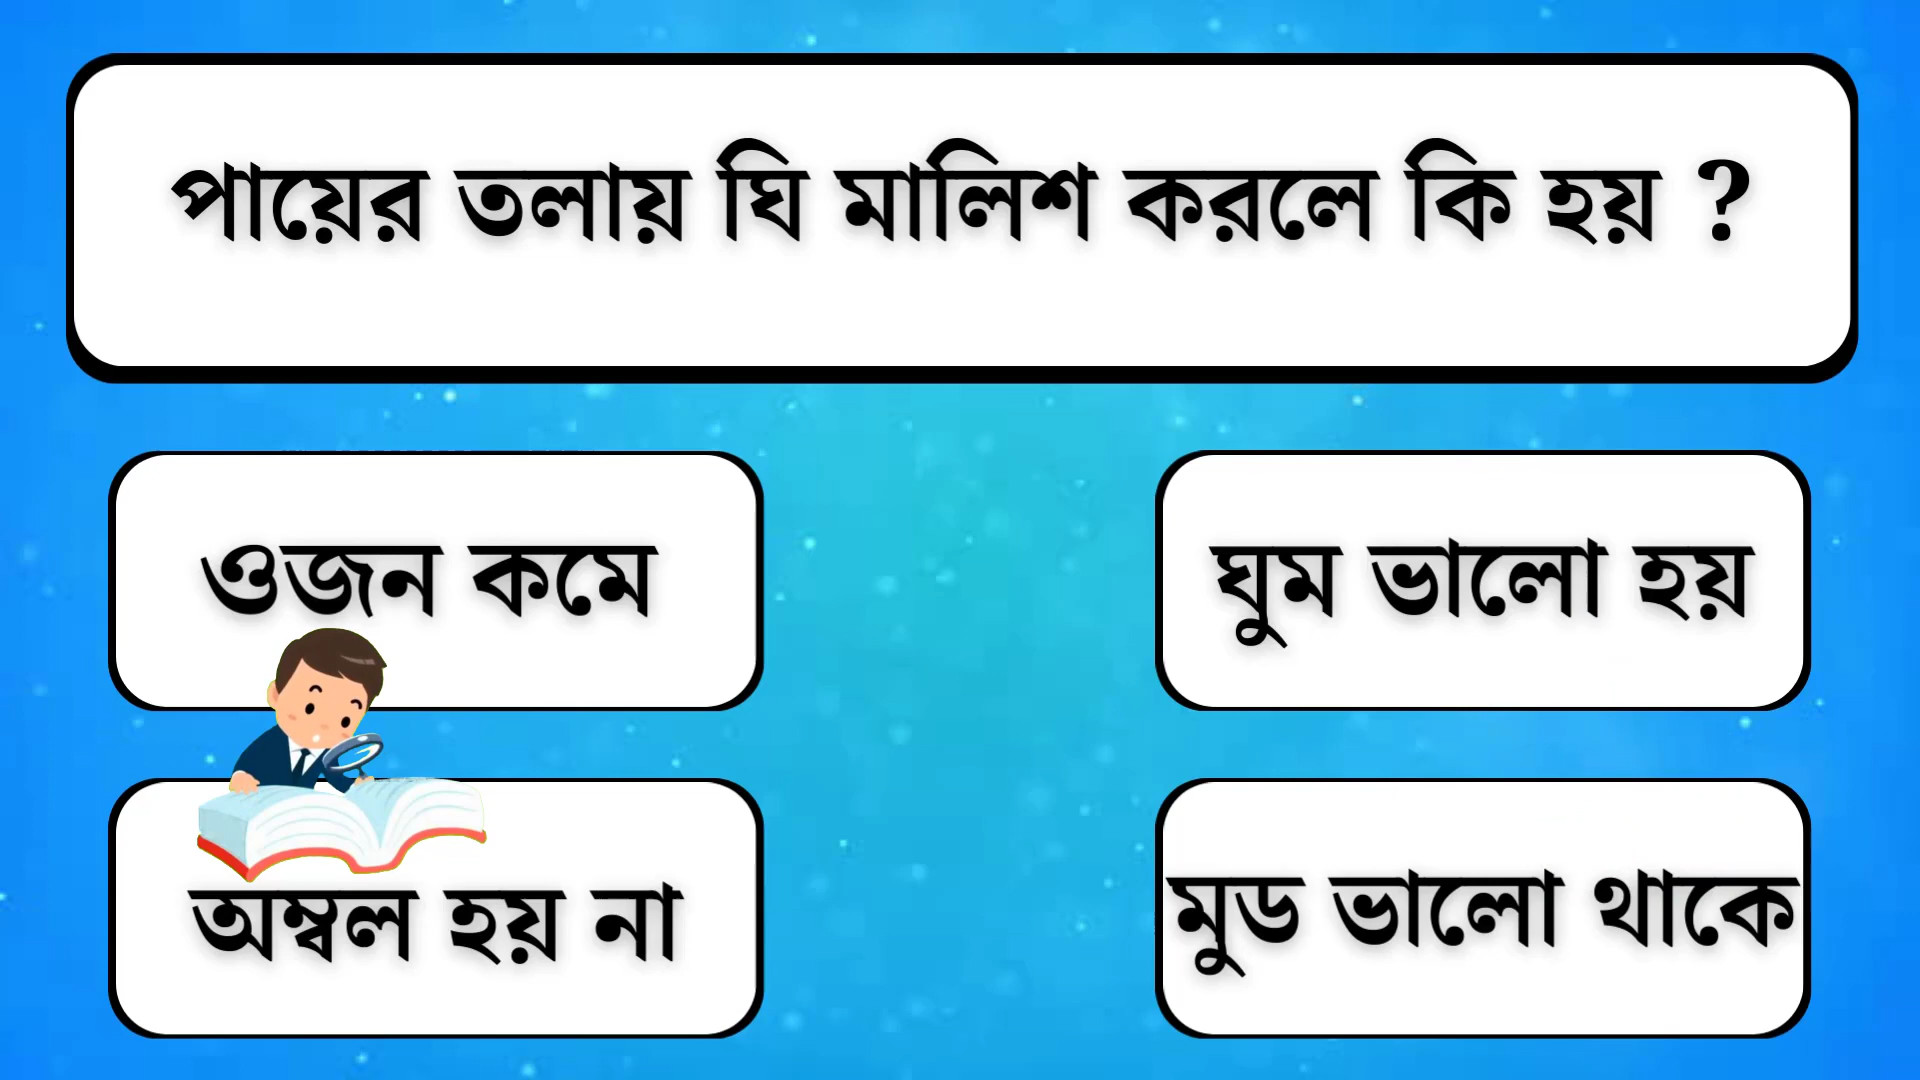 পায়ের তলায় ঘি মালিশ করলে কি হয় ?
ওজন কমে
ঘুম ভালো হয়
অম্বল হয় না
মুড ভালো থাকে